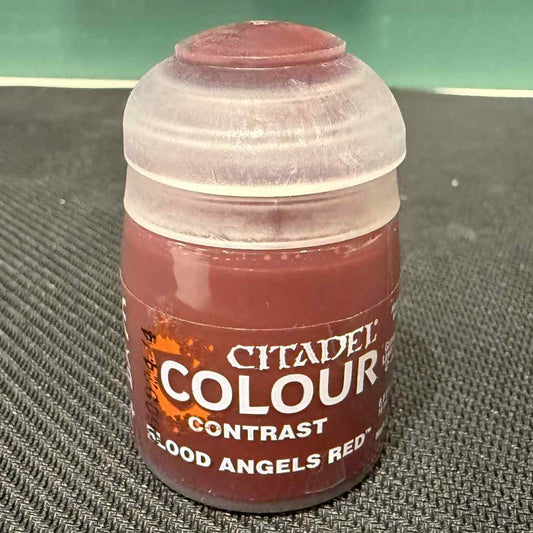 CITADEL
COLOUR
CONTRAST
BLOOD ANGELS RED™